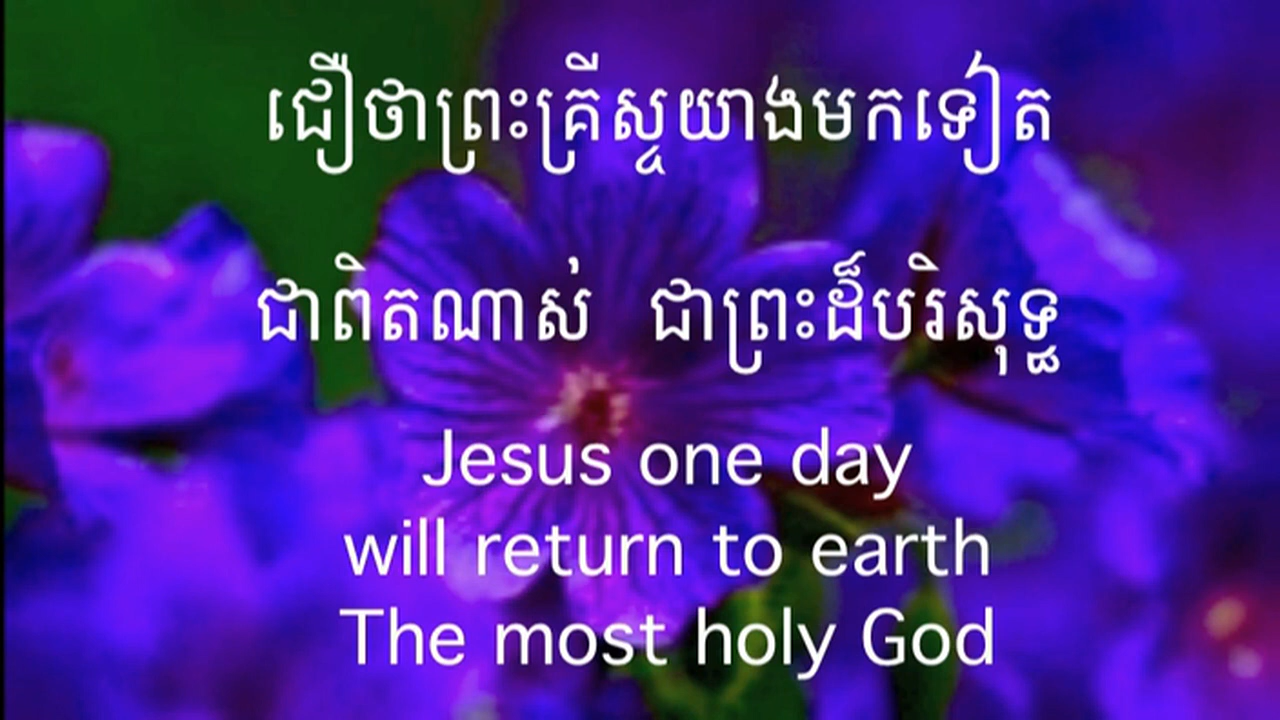 ជឿថាព្រះគ្រីស្ទយាងមកទៀត
ជាពិតណាស់ ជាព្រះដ៏បរិសុទ្ធ
Jesus one day
will return to earth
The most holy God